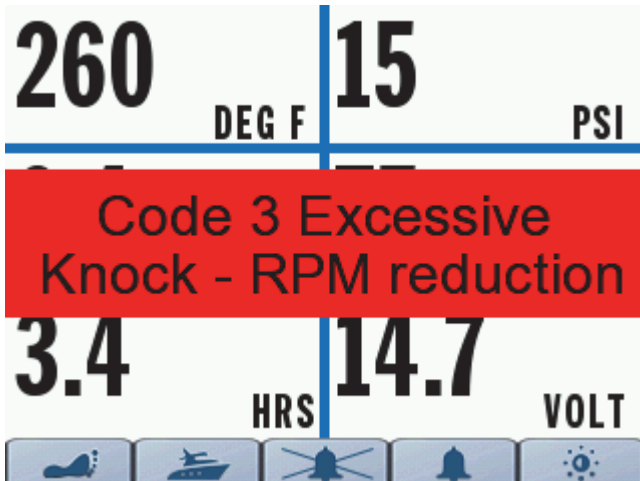 260 DEG F 15 PSI
Code 3 Excessive
Knock - RPM reduction
3.4 HRS 14.7 VOLT